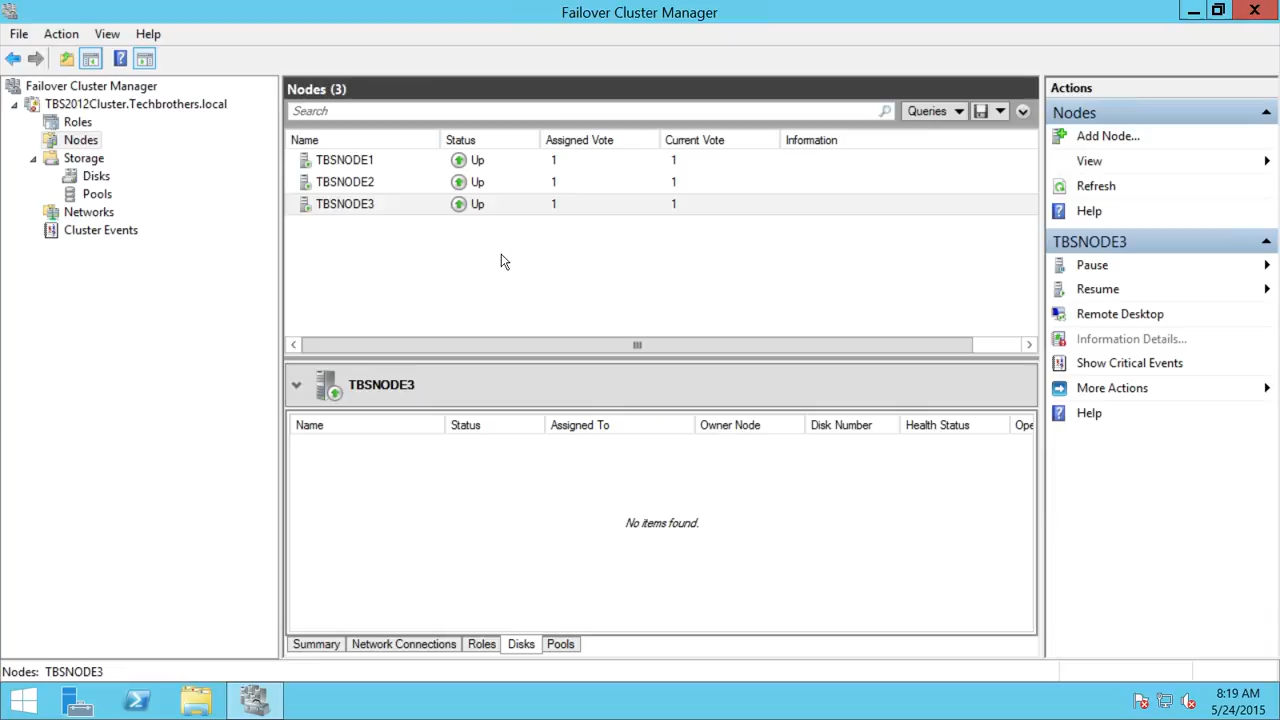 Failover Cluster Manager
File Action View Help
Failover Cluster Manager
TBS2012Cluster.Techbrothers.local
Roles
Nodes
Storage
Disks
Pools
Networks
Cluster Events
Nodes (3)
Search
Queries
Name Status Assigned Vote Current Vote Information
TBSNODE1 Up 1 1
TBSNODE2 Up 1 1
TBSNODE3 Up 1 1
TBSNODE3
Name Status Assigned To Owner Node Disk Number Health Status Ope
No items found.
Summary Network Connections Roles Disks Pools
Actions
Nodes
Add Node...
View
Refresh
Help
TBSNODE3
Pause
Resume
Remote Desktop
Information Details...
Show Critical Events
More Actions
Help
Nodes: TBSNODE3
8:19 AM
5/24/2015